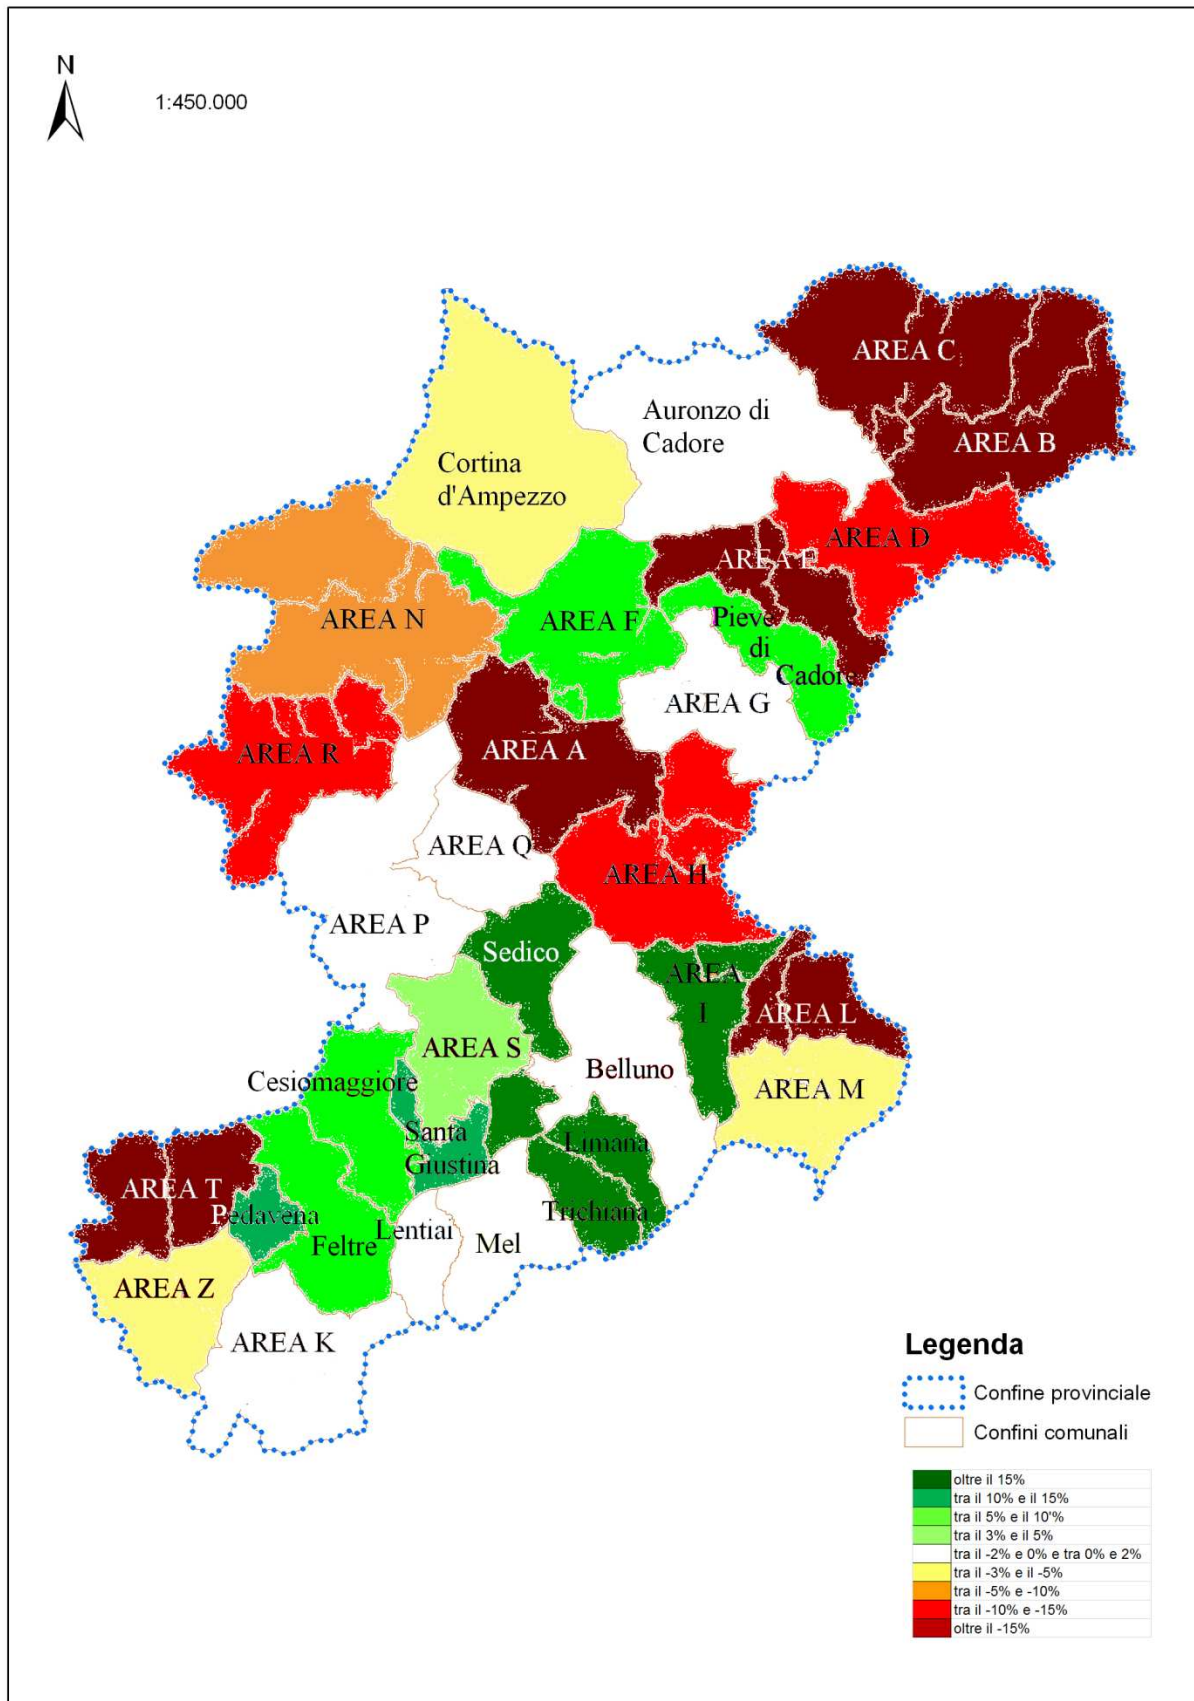 N
1:450.000
AREA C
Auronzo di
Cadore
AREA B
Cortina
d'Ampezzo
AREA D
AREA E
AREA N
AREA F
Pieve
di
Cadore
AREA G
AREA R
AREA A
AREA Q
AREA H
AREA P
Sedico
AREA
I
AREA L
AREA S
Belluno
Cesiomaggiore
AREA M
Santa
Giustina
Limana
AREA T
Pedavena
Trichiana
Lentiai
Feltre
Mel
AREA Z
AREA K
Legenda
Confine provinciale
Confini comunali
oltre il 15%
tra il 10% e il 15%
tra il 5% e il 10'%
tra il 3% e il 5%
tra il -2% e 0% e tra 0% e 2%
tra il -3% e il -5%
tra il -5% e -10%
tra il -10% e -15%
oltre il -15%